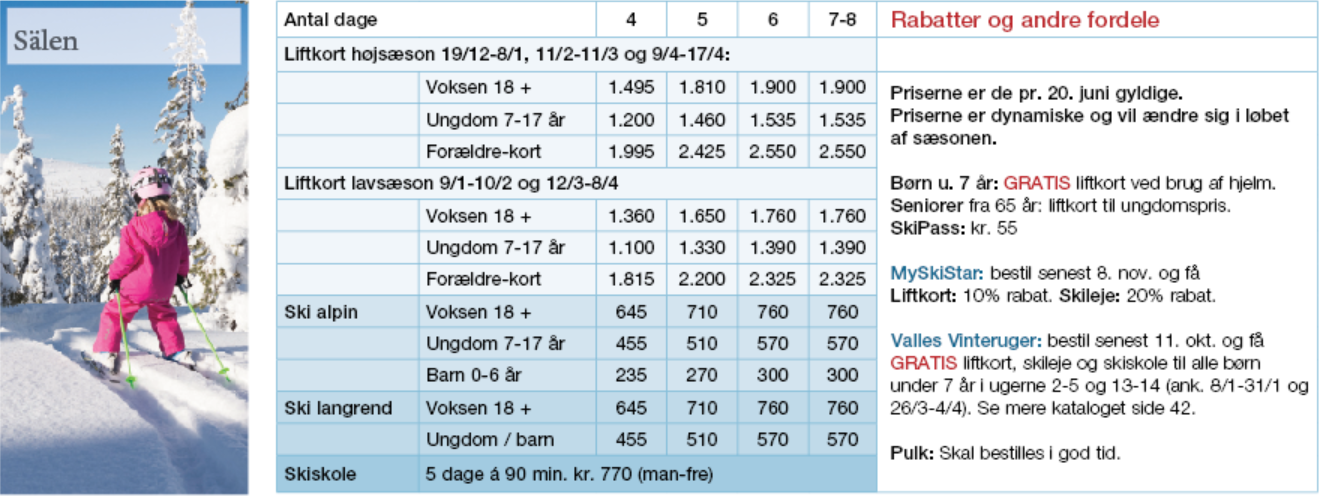 Sälen
Antal dage 4 5 6 7-8
Liftkort højsæson 19/12-8/1, 11/2-11/3 og 9/4-17/4:
Voksen 18 + 1.495 1.810 1.900 1.900
Ungdom 7-17 år 1.200 1.460 1.535 1.535
Forældre-kort 1.995 2.425 2.550 2.550
Liftkort lavsæson 9/1-10/2 og 12/3-8/4
Voksen 18 + 1.360 1.650 1.760 1.760
Ungdom 7-17 år 1.100 1.330 1.390 1.390
Forældre-kort 1.815 2.200 2.325 2.325
Ski alpin Voksen 18 + 645 710 760 760
Ungdom 7-17 år 455 510 570 570
Barn 0-6 år 235 270 300 300
Ski langrend Voksen 18 + 645 710 760 760
Ungdom / barn 455 510 570 570
Skiskole 5 dage á 90 min. kr. 770 (man-fre)
Rabatter og andre fordele
Priserne er de pr. 20. juni gyldige.
Priserne er dynamiske og vil ændre sig i løbet
af sæsonen.
Børn u. 7 år: GRATIS liftkort ved brug af hjelm.
Seniorer fra 65 år: liftkort til ungdomspris.
SkiPass: kr. 55
MySkiStar: bestil senest 8. nov. og få
Liftkort: 10% rabat. Skileje: 20% rabat.
Valles Vinteruger: bestil senest 11. okt. og få
GRATIS liftkort, skileje og skiskole til alle børn
under 7 år i ugerne 2-5 og 13-14 (ank. 8/1-31/1 og
26/3-4/4). Se mere kataloget side 42.
Pulk: Skal bestilles i god tid.